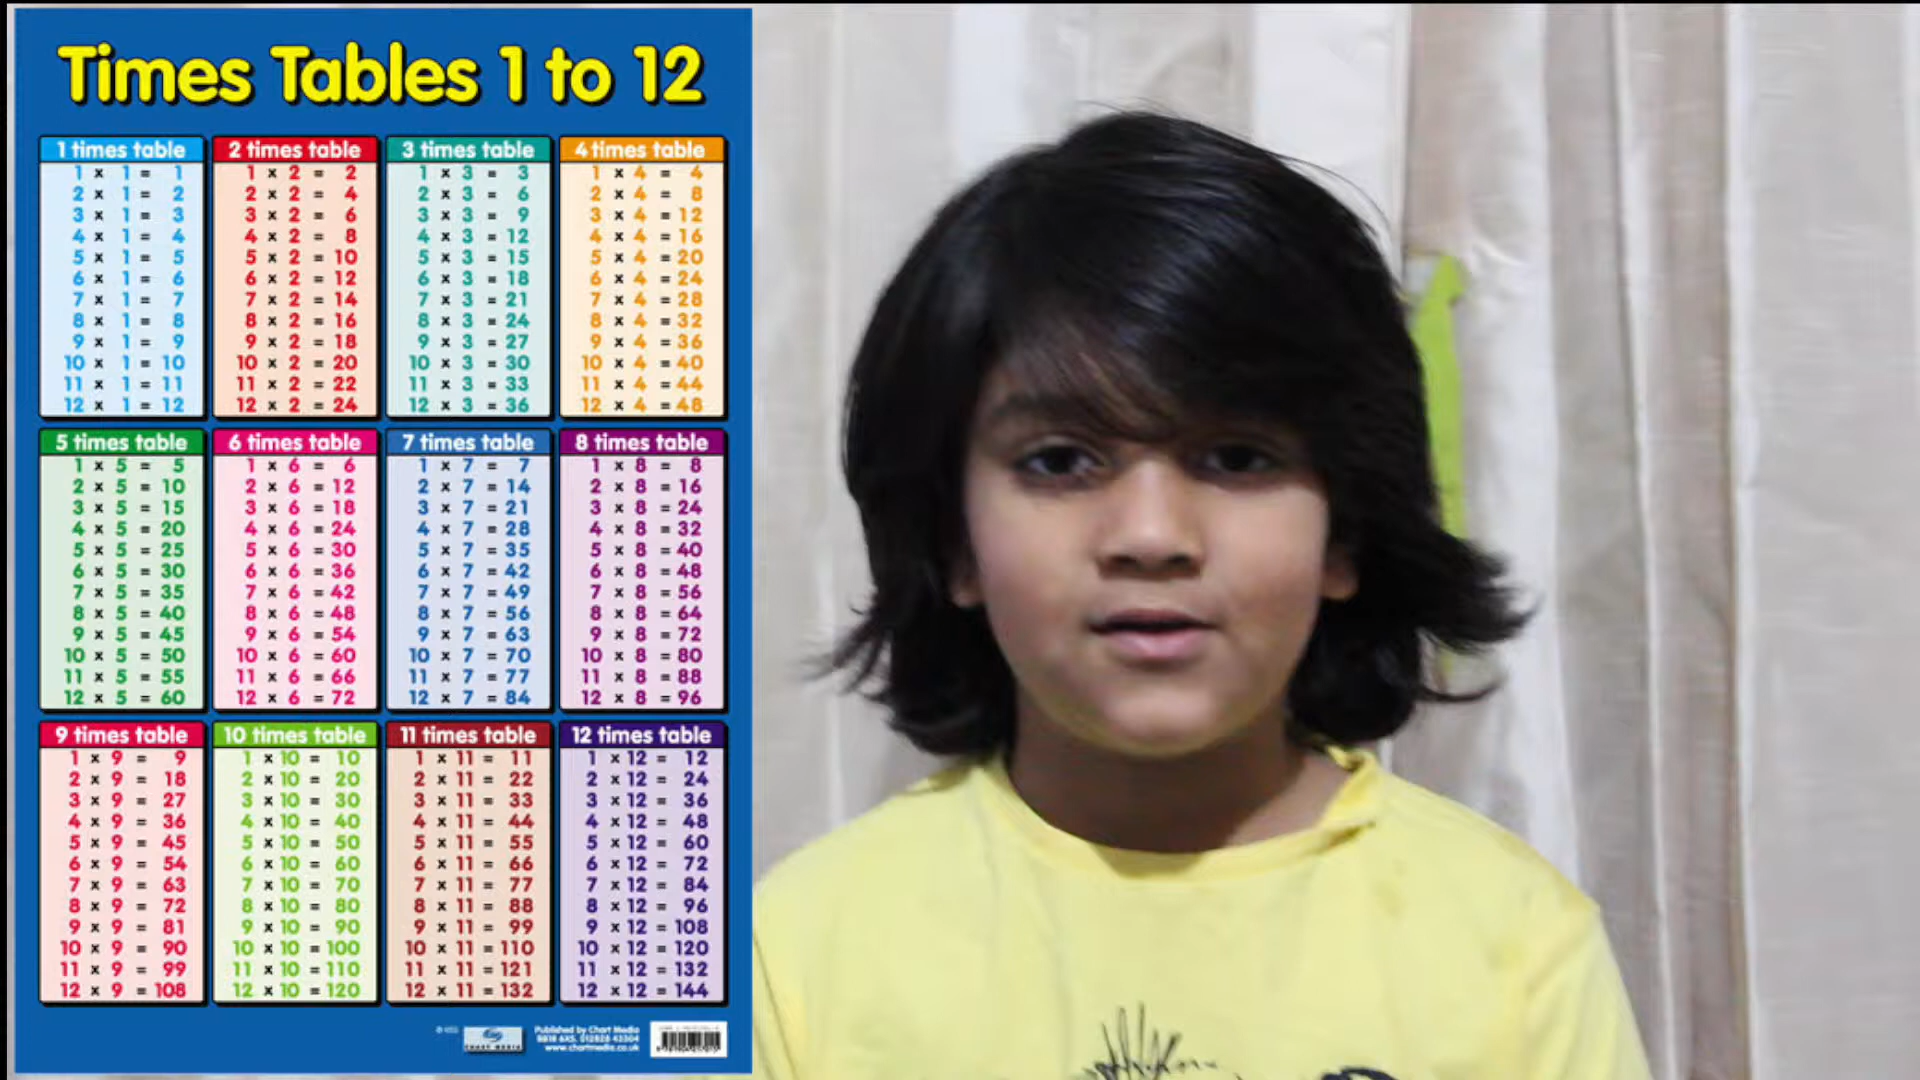 Times Tables 1 to 12
1 times table
1 x 1 = 1
2 x 1 = 2
3 x 1 = 3
4 x 1 = 4
5 x 1 = 5
6 x 1 = 6
7 x 1 = 7
8 x 1 = 8
9 x 1 = 9
10 x 1 = 10
11 x 1 = 11
12 x 1 = 12
2 times table
1 x 2 = 2
2 x 2 = 4
3 x 2 = 6
4 x 2 = 8
5 x 2 = 10
6 x 2 = 12
7 x 2 = 14
8 x 2 = 16
9 x 2 = 18
10 x 2 = 20
11 x 2 = 22
12 x 2 = 24
3 times table
1 x 3 = 3
2 x 3 = 6
3 x 3 = 9
4 x 3 = 12
5 x 3 = 15
6 x 3 = 18
7 x 3 = 21
8 x 3 = 24
9 x 3 = 27
10 x 3 = 30
11 x 3 = 33
12 x 3 = 36
4 times table
1 x 4 = 4
2 x 4 = 8
3 x 4 = 12
4 x 4 = 16
5 x 4 = 20
6 x 4 = 24
7 x 4 = 28
8 x 4 = 32
9 x 4 = 36
10 x 4 = 40
11 x 4 = 44
12 x 4 = 48
5 times table
1 x 5 = 5
2 x 5 = 10
3 x 5 = 15
4 x 5 = 20
5 x 5 = 25
6 x 5 = 30
7 x 5 = 35
8 x 5 = 40
9 x 5 = 45
10 x 5 = 50
11 x 5 = 55
12 x 5 = 60
6 times table
1 x 6 = 6
2 x 6 = 12
3 x 6 = 18
4 x 6 = 24
5 x 6 = 30
6 x 6 = 36
7 x 6 = 42
8 x 6 = 48
9 x 6 = 54
10 x 6 = 60
11 x 6 = 66
12 x 6 = 72
7 times table
1 x 7 = 7
2 x 7 = 14
3 x 7 = 21
4 x 7 = 28
5 x 7 = 35
6 x 7 = 42
7 x 7 = 49
8 x 7 = 56
9 x 7 = 63
10 x 7 = 70
11 x 7 = 77
12 x 7 = 84
8 times table
1 x 8 = 8
2 x 8 = 16
3 x 8 = 24
4 x 8 = 32
5 x 8 = 40
6 x 8 = 48
7 x 8 = 56
8 x 8 = 64
9 x 8 = 72
10 x 8 = 80
11 x 8 = 88
12 x 8 = 96
9 times table
1 x 9 = 9
2 x 9 = 18
3 x 9 = 27
4 x 9 = 36
5 x 9 = 45
6 x 9 = 54
7 x 9 = 63
8 x 9 = 72
9 x 9 = 81
10 x 9 = 90
11 x 9 = 99
12 x 9 = 108
10 times table
1 x 10 = 10
2 x 10 = 20
3 x 10 = 30
4 x 10 = 40
5 x 10 = 50
6 x 10 = 60
7 x 10 = 70
8 x 10 = 80
9 x 10 = 90
10 x 10 = 100
11 x 10 = 110
12 x 10 = 120
11 times table
1 x 11 = 11
2 x 11 = 22
3 x 11 = 33
4 x 11 = 44
5 x 11 = 55
6 x 11 = 66
7 x 11 = 77
8 x 11 = 88
9 x 11 = 99
10 x 11 = 110
11 x 11 = 121
12 x 11 = 132
12 times table
1 x 12 = 12
2 x 12 = 24
3 x 12 = 36
4 x 12 = 48
5 x 12 = 60
6 x 12 = 72
7 x 12 = 84
8 x 12 = 96
9 x 12 = 108
10 x 12 = 120
11 x 12 = 132
12 x 12 = 144
CHART MEDIA
Published by Chart Media
www.chartmedia.co.uk